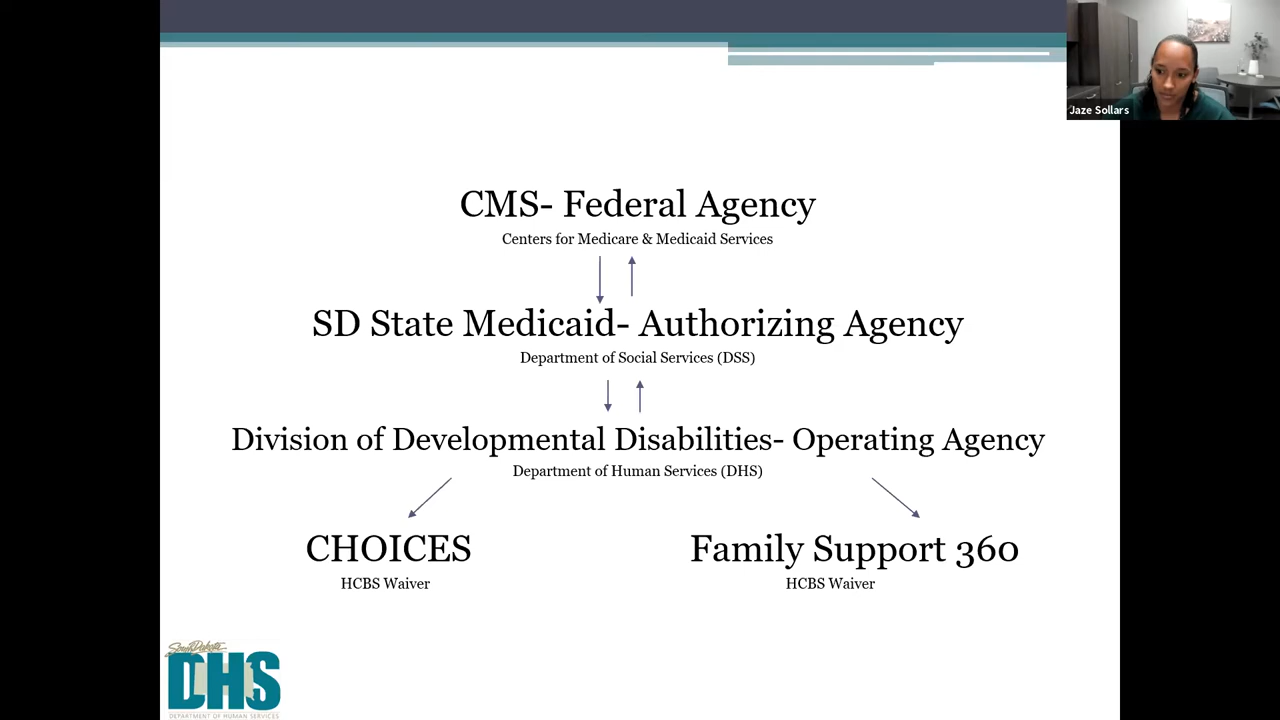 Jaze Sollars
CMS- Federal Agency
Centers for Medicare & Medicaid Services
SD State Medicaid- Authorizing Agency
Department of Social Services (DSS)
Division of Developmental Disabilities- Operating Agency
Department of Human Services (DHS)
CHOICES
HCBS Waiver
Family Support 360
HCBS Waiver
South Dakota
DHS
DEPARTMENT OF HUMAN SERVICES